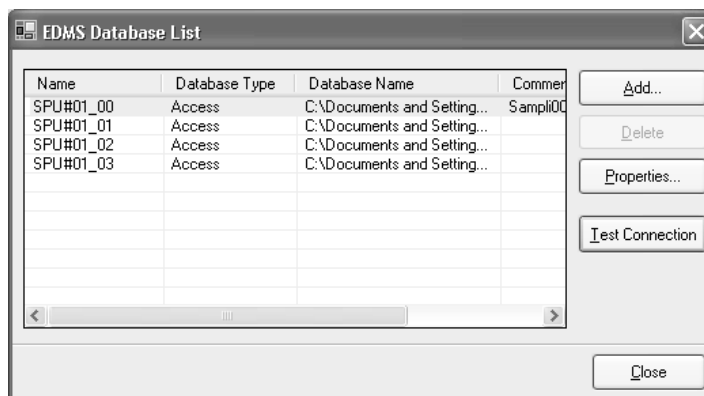 EDMS Database List
Name Database Type Database Name Commer
SPU#01_00 Access C:\Documents and Setting... Sampli00
SPU#01_01 Access C:\Documents and Setting...
SPU#01_02 Access C:\Documents and Setting...
SPU#01_03 Access C:\Documents and Setting...
Add...
Delete
Properties...
Test Connection
Close